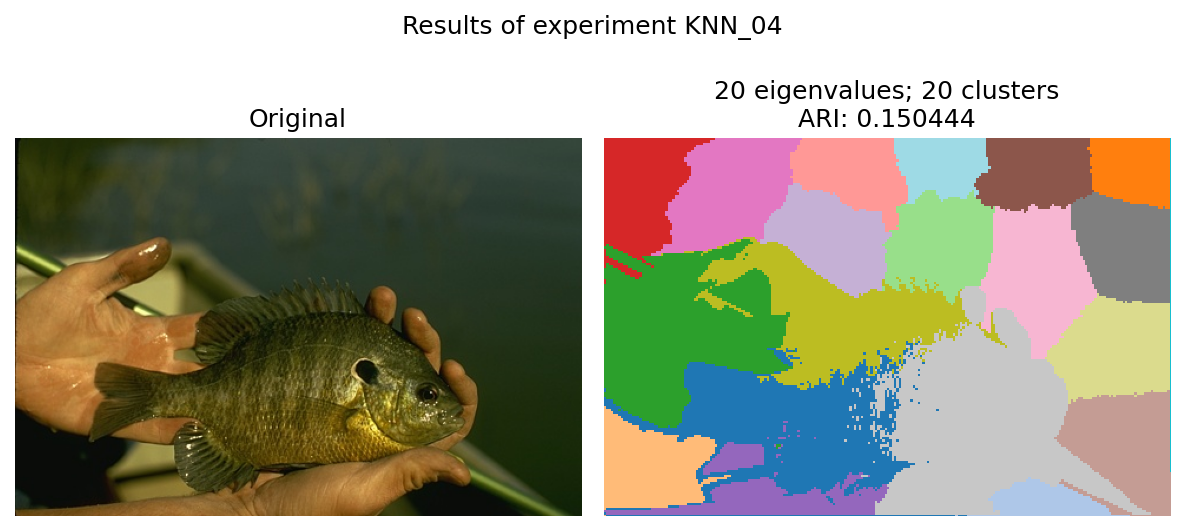 Results of experiment KNN_04
Original
20 eigenvalues; 20 clusters
ARI: 0.150444